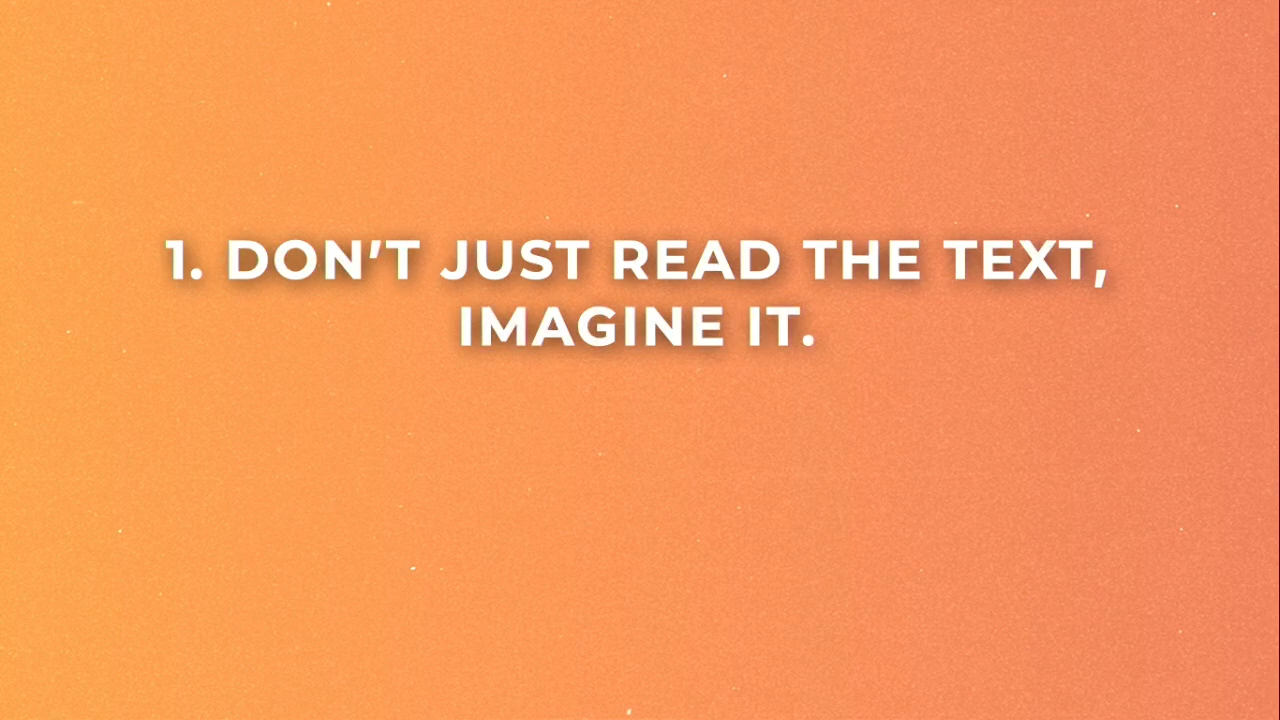 1. DON’T JUST READ THE TEXT,
IMAGINE IT.